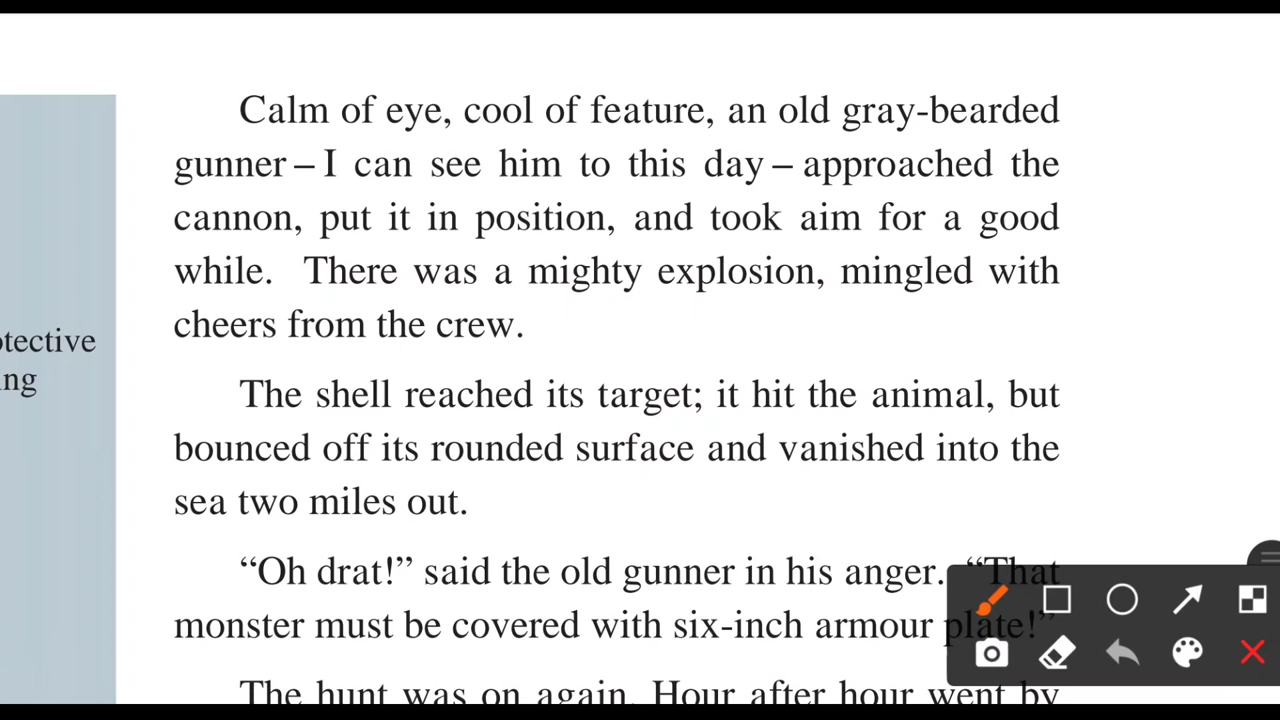 Calm of eye, cool of feature, an old gray-bearded
gunner – I can see him to this day – approached the
cannon, put it in position, and took aim for a good
while. There was a mighty explosion, mingled with
cheers from the crew.
The shell reached its target; it hit the animal, but
bounced off its rounded surface and vanished into the
sea two miles out.
“Oh drat!” said the old gunner in his anger. “That
monster must be covered with six-inch armour plate!”
The hunt was on again. Hour after hour went by
otective
ing